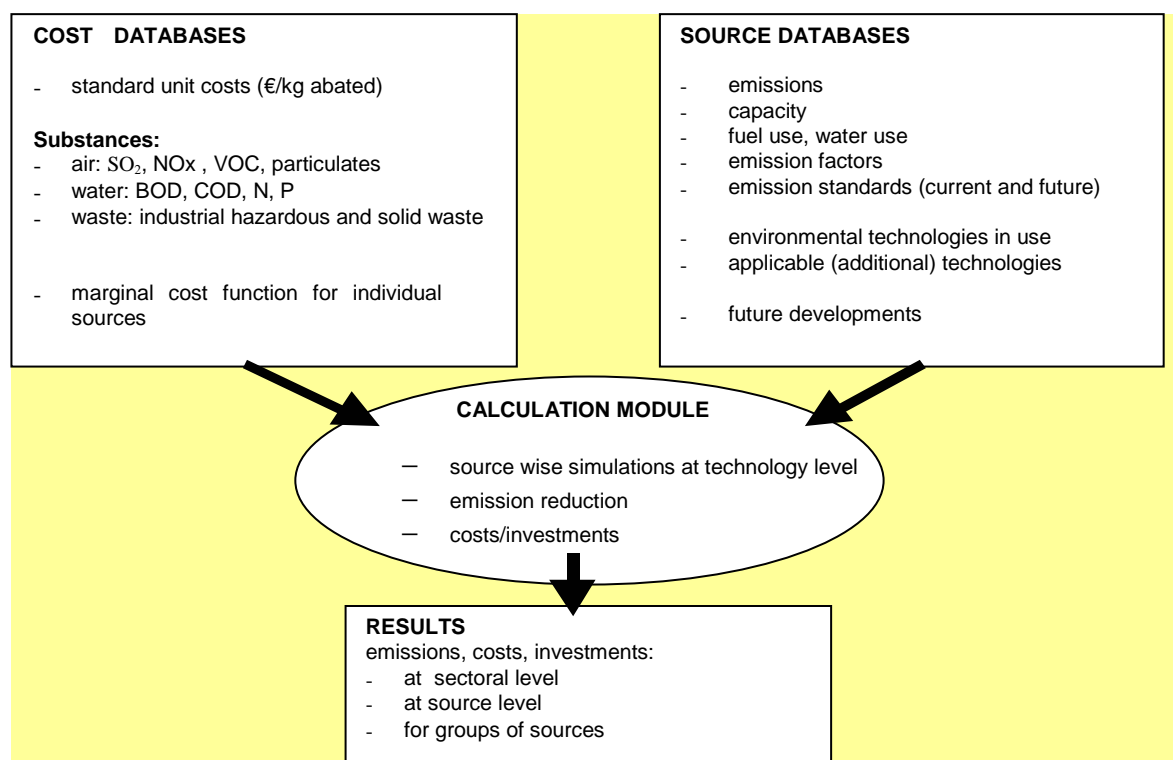 COST DATABASES
- standard unit costs (€/kg abated)
Substances:
- air: SO₂, NOx , VOC, particulates
- water: BOD, COD, N, P
- waste: industrial hazardous and solid waste
- marginal cost function for individual
sources
SOURCE DATABASES
- emissions
- capacity
- fuel use, water use
- emission factors
- emission standards (current and future)
- environmental technologies in use
- applicable (additional) technologies
- future developments
CALCULATION MODULE
– source wise simulations at technology level
– emission reduction
– costs/investments
RESULTS
emissions, costs, investments:
- at sectoral level
- at source level
- for groups of sources